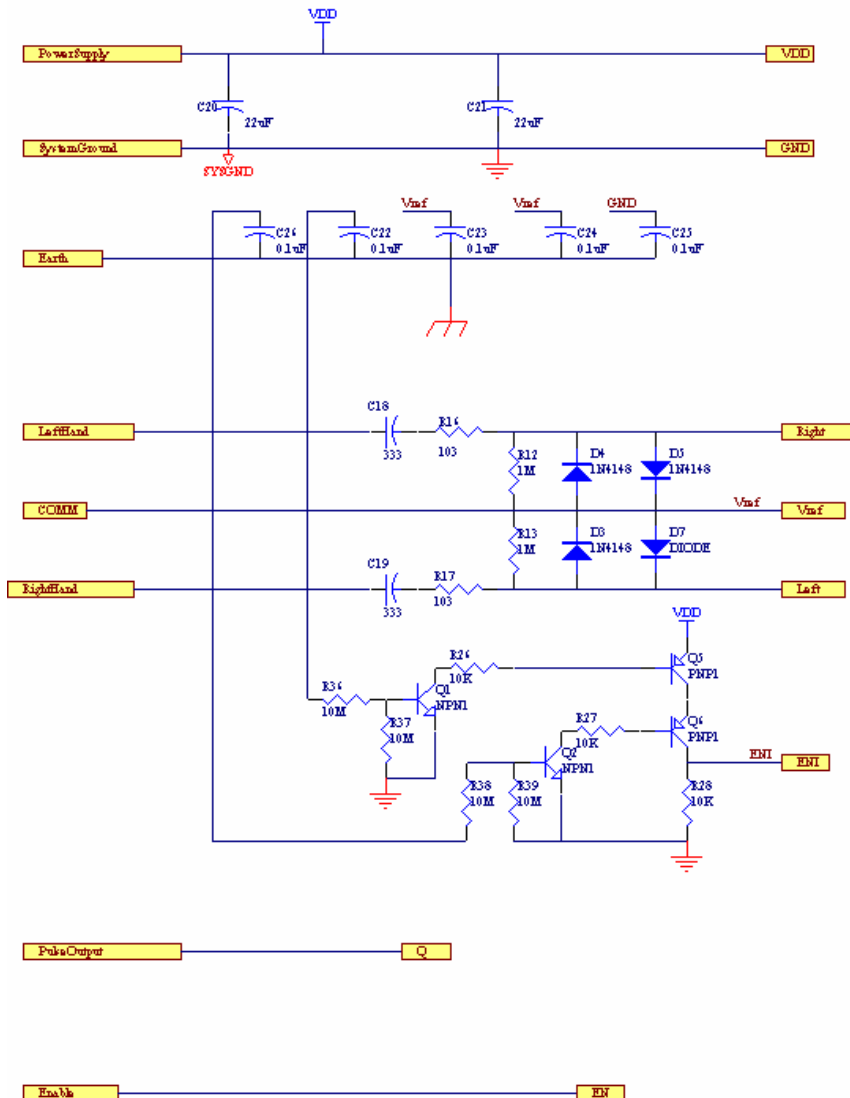 VDD
PowerSupply
VDD
C20
22uF
C21
22uF
SystemGround
GND
SYSGND
Vref
Vref
GND
C26
0.1uF
C22
0.1uF
C23
0.1uF
C24
0.1uF
C25
0.1uF
Earth
C18
333
R16
103
LeftHand
Right
R12
1M
D4
1N4148
D5
1N4148
COMM
Vref
Vref
R13
1M
D3
1N4148
D7
DIODE
C19
333
R17
103
RightHand
Left
VDD
R26
10K
Q5
PNP1
R36
10M
Q1
NPN1
R37
10M
R27
10K
Q6
PNP1
Q2
NPN1
ENI
ENI
R38
10M
R39
10M
R28
10K
PulseOutput
Q
Enable
EN